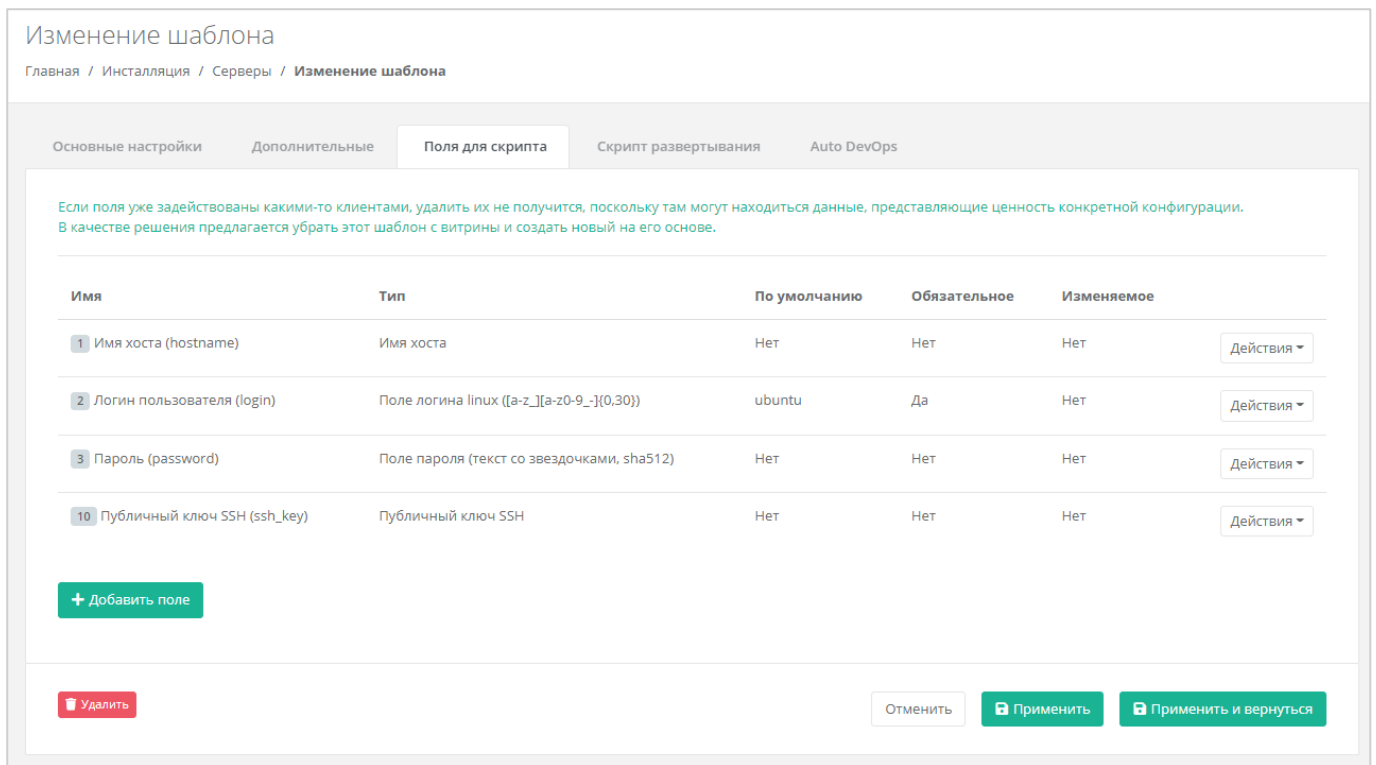 Изменение шаблона
Главная / Инсталляция / Серверы / Изменение шаблона
Основные настройки Дополнительные Поля для скрипта Скрипт развертывания Auto DevOps
Если поля уже задействованы какими-то клиентами, удалить их не получится, поскольку там могут находиться данные, представляющие ценность конкретной конфигурации.
В качестве решения предлагается убрать этот шаблон с витрины и создать новый на его основе.
Имя Тип По умолчанию Обязательное Изменяемое
1 Имя хоста (hostname) Имя хоста Нет Нет Нет Действия
2 Логин пользователя (login) Поле логина linux ([a-z_][a-z0-9_-]{0,30}) ubuntu Да Нет Действия
3 Пароль (password) Поле пароля (текст со звездочками, sha512) Нет Нет Нет Действия
10 Публичный ключ SSH (ssh_key) Публичный ключ SSH Нет Нет Нет Действия
+ Добавить поле
Удалить Отменить Применить Применить и вернуться